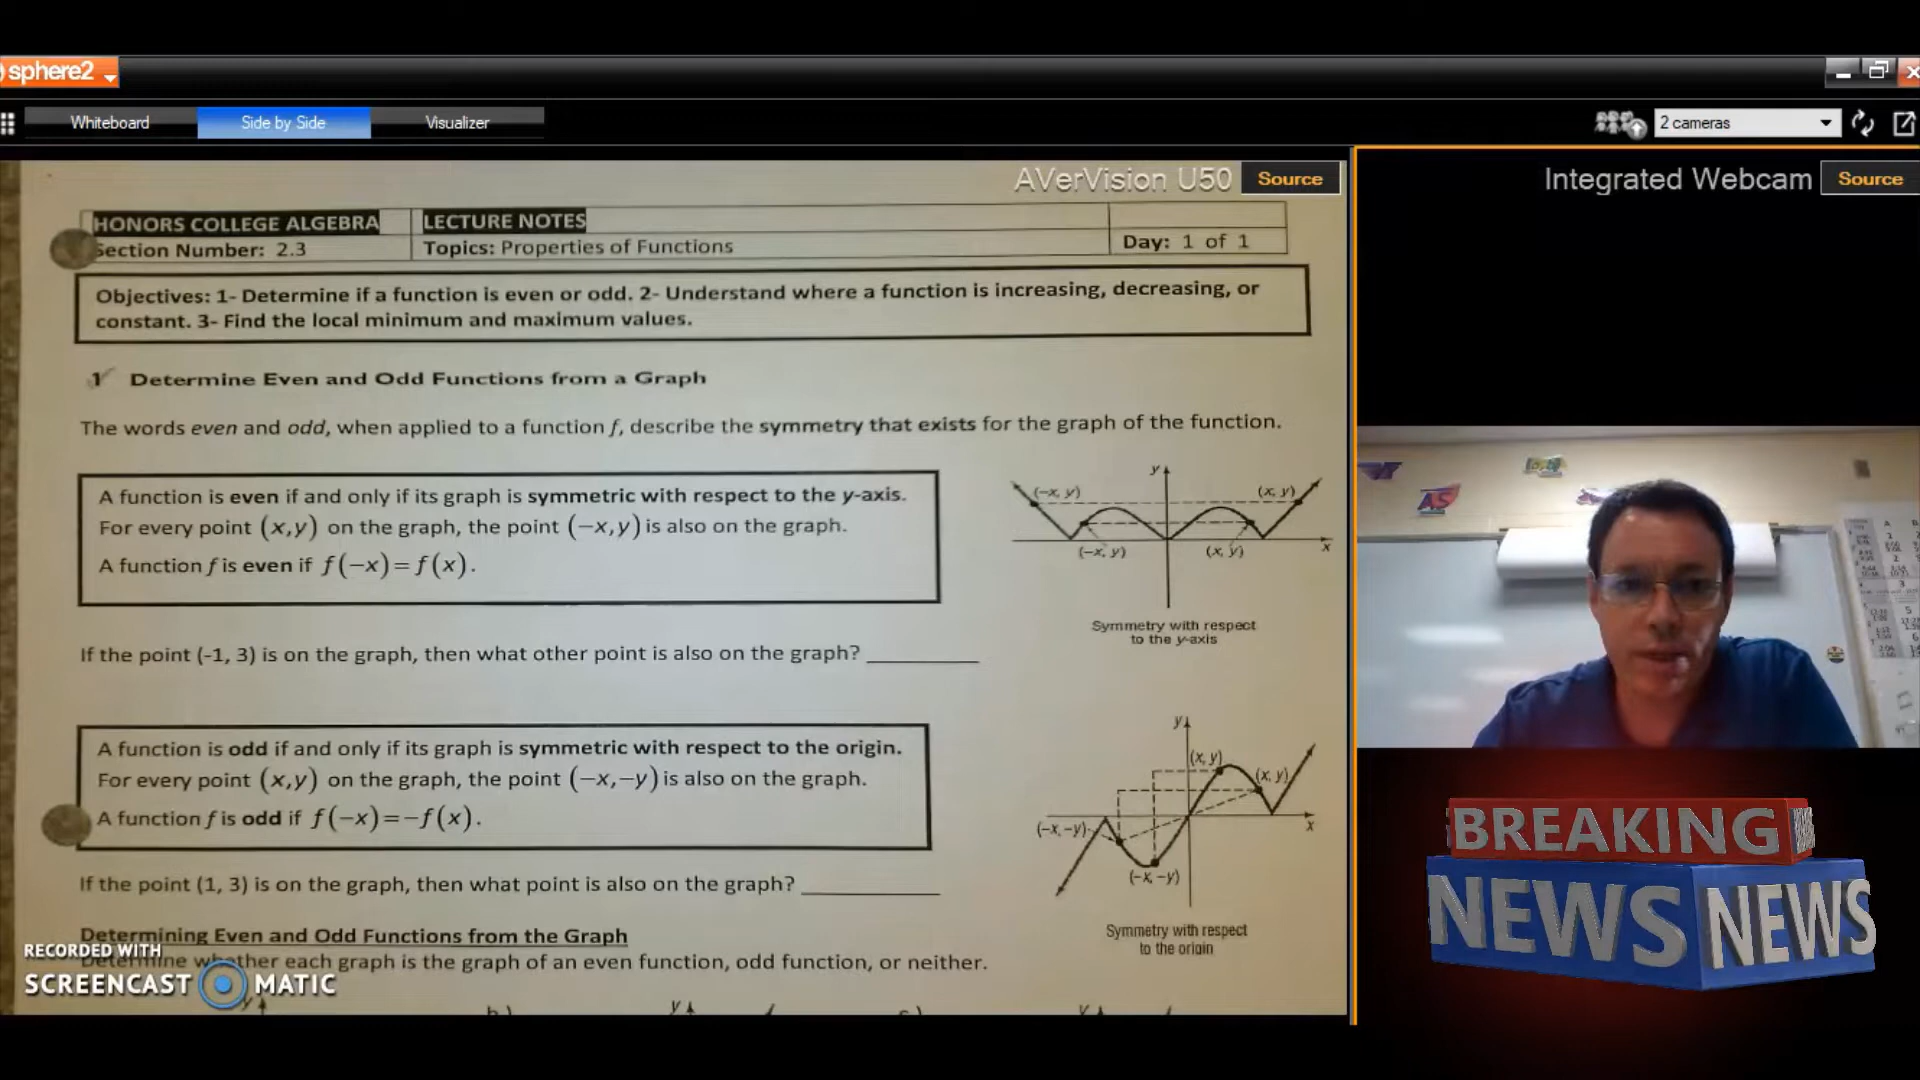 sphere2
Whiteboard
Side by Side
Visualizer
2 cameras
AVerVision U50
Source
Integrated Webcam
Source
HONORS COLLEGE ALGEBRA
LECTURE NOTES
Section Number: 2.3
Topics: Properties of Functions
Day: 1 of 1
Objectives: 1- Determine if a function is even or odd. 2- Understand where a function is increasing, decreasing, or
constant. 3- Find the local minimum and maximum values.
1 Determine Even and Odd Functions from a Graph
The words even and odd, when applied to a function f, describe the symmetry that exists for the graph of the function.
A function is even if and only if its graph is symmetric with respect to the y-axis.
For every point (x,y) on the graph, the point (−x,y) is also on the graph.
A function f is even if f(−x)=f(x).
y
(−x, y)
(x, y)
(−x, y)
(x, y)
x
Symmetry with respect
to the y-axis
If the point (-1, 3) is on the graph, then what other point is also on the graph? __________
A function is odd if and only if its graph is symmetric with respect to the origin.
For every point (x,y) on the graph, the point (−x,−y) is also on the graph.
A function f is odd if f(−x)=−f(x).
y
(x, y)
(x, y)
(−x, −y)
x
(−x, −y)
Symmetry with respect
to the origin
If the point (1, 3) is on the graph, then what point is also on the graph? ____________
Determining Even and Odd Functions from the Graph
Determine whether each graph is the graph of an even function, odd function, or neither.
y
y
RECORDED WITH
SCREENCAST MATIC
AS
BREAKING
NEWS NEWS